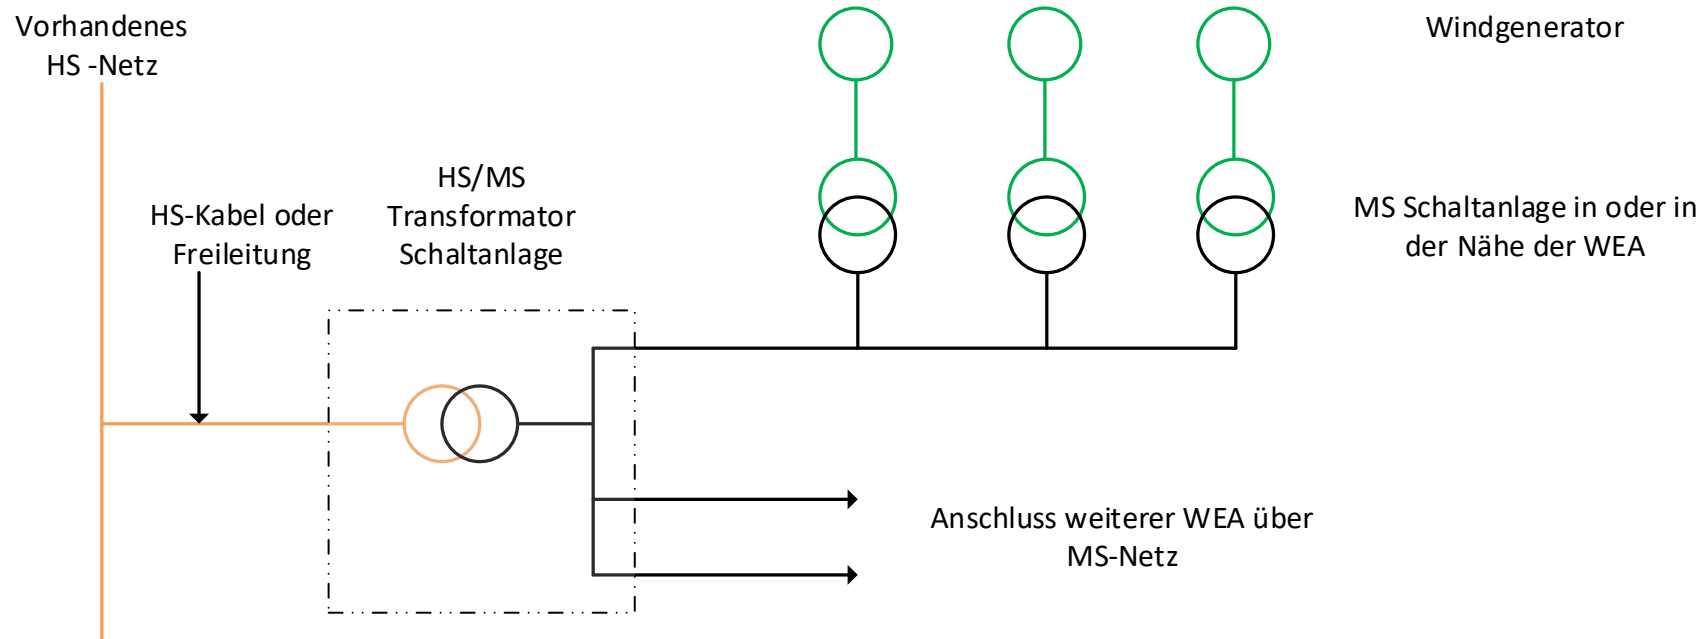 Vorhandenes
HS -Netz
HS-Kabel oder
Freileitung
HS/MS
Transformator
Schaltanlage
Windgenerator
MS Schaltanlage in oder in
der Nähe der WEA
Anschluss weiterer WEA über
MS-Netz